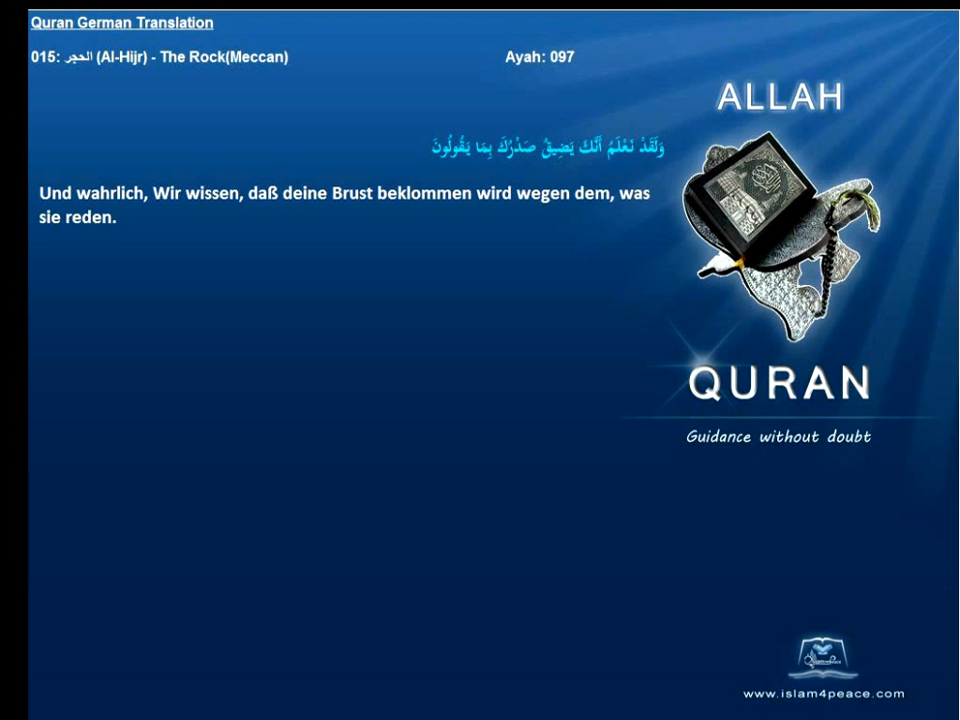 Quran German Translation
015: الحجر (Al-Hijr) - The Rock(Meccan) Ayah: 097
ALLAH
وَلَقَدْ نَعْلَمُ أَنَّكَ يَضِيقُ صَدْرُكَ بِمَا يَقُولُونَ
Und wahrlich, Wir wissen, daß deine Brust beklommen wird wegen dem, was
sie reden.
QURAN
Guidance without doubt
www.islam4peace.com